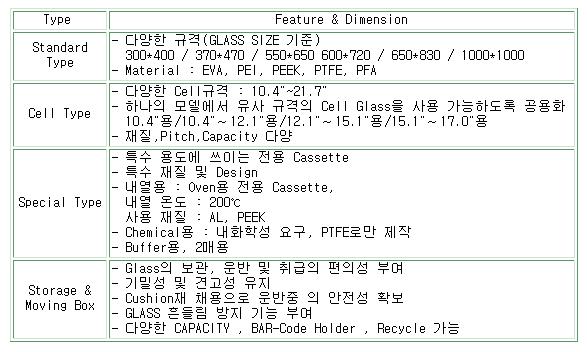 Type Feature & Dimension
Standard Type
- 다양한 규격(GLASS SIZE 기준)
300*400 / 370*470 / 550*650 600*720 / 650*830 / 1000*1000
- Material : EVA, PEI, PEEK, PTFE, PFA
Cell Type
- 다양한 Cell규격 : 10.4"~21.7"
- 하나의 모델에서 유사 규격의 Cell Glass을 사용 가능하도록 공용화
10.4"용/10.4"~12.1"용/12.1"~15.1"용/15.1"~17.0"용
- 재질,Pitch,Capacity 다양
Special Type
- 특수 용도에 쓰이는 전용 Cassette
- 특수 재질 및 Design
- 내열용 : Oven용 전용 Cassette,
내열 온도 : 200℃
사용 재질 : AL, PEEK
- Chemical용 : 내화학성 요구, PTFE로만 제작
- Buffer용, 2매용
Storage &
Moving Box
- Glass의 보관, 운반 및 취급의 편의성 부여
- 기밀성 및 견고성 유지
- Cushion재 채용으로 운반중 의 안전성 확보
- GLASS 흔들림 방지 기능 부여
- 다양한 CAPACITY , BAR-Code Holder , Recycle 가능